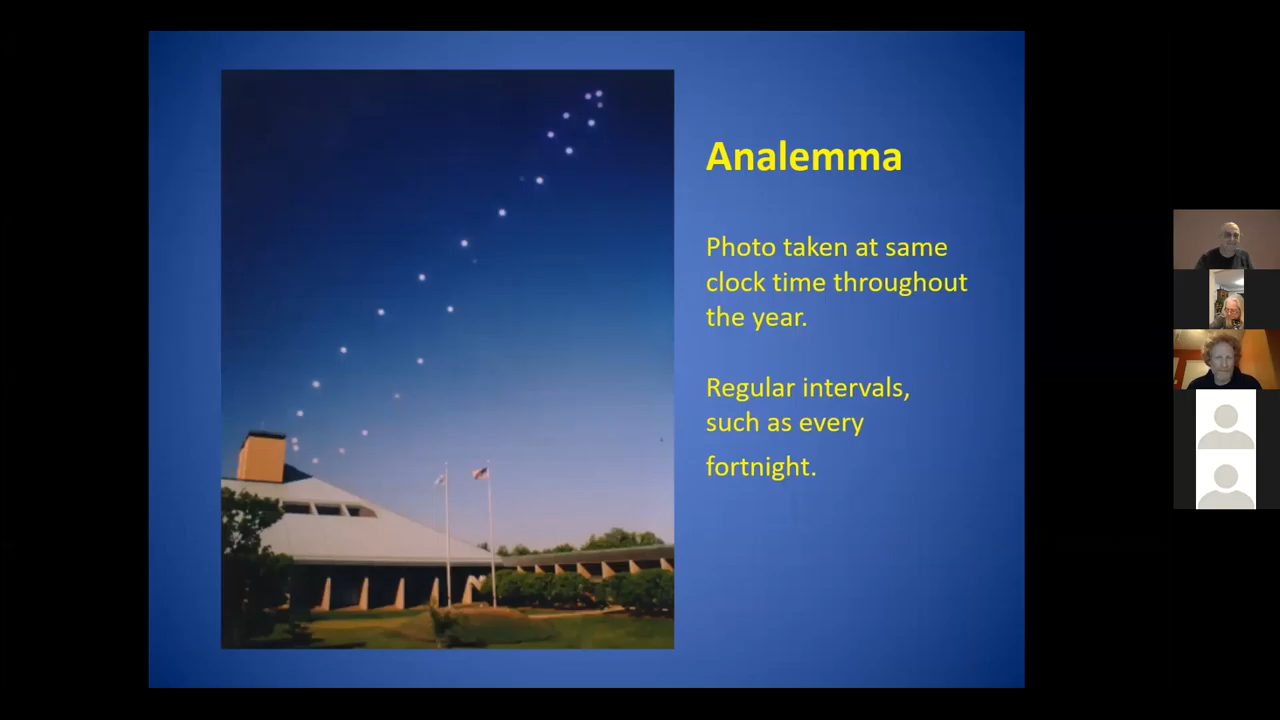 Analemma
Photo taken at same
clock time throughout
the year.
Regular intervals,
such as every
fortnight.